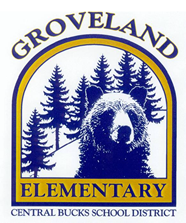 GROVELAND
ELEMENTARY
CENTRAL BUCKS SCHOOL DISTRICT